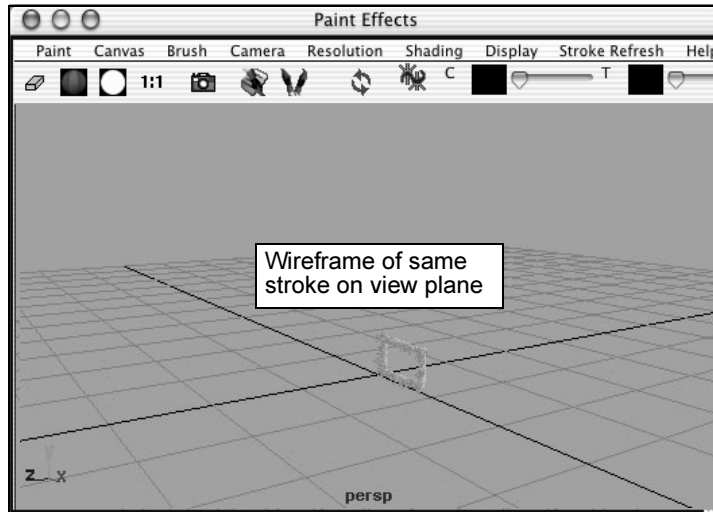 Paint Effects
Paint Canvas Brush Camera Resolution Shading Display Stroke Refresh Help
1:1 C T
Wireframe of same
stroke on view plane
Y
Z X
persp